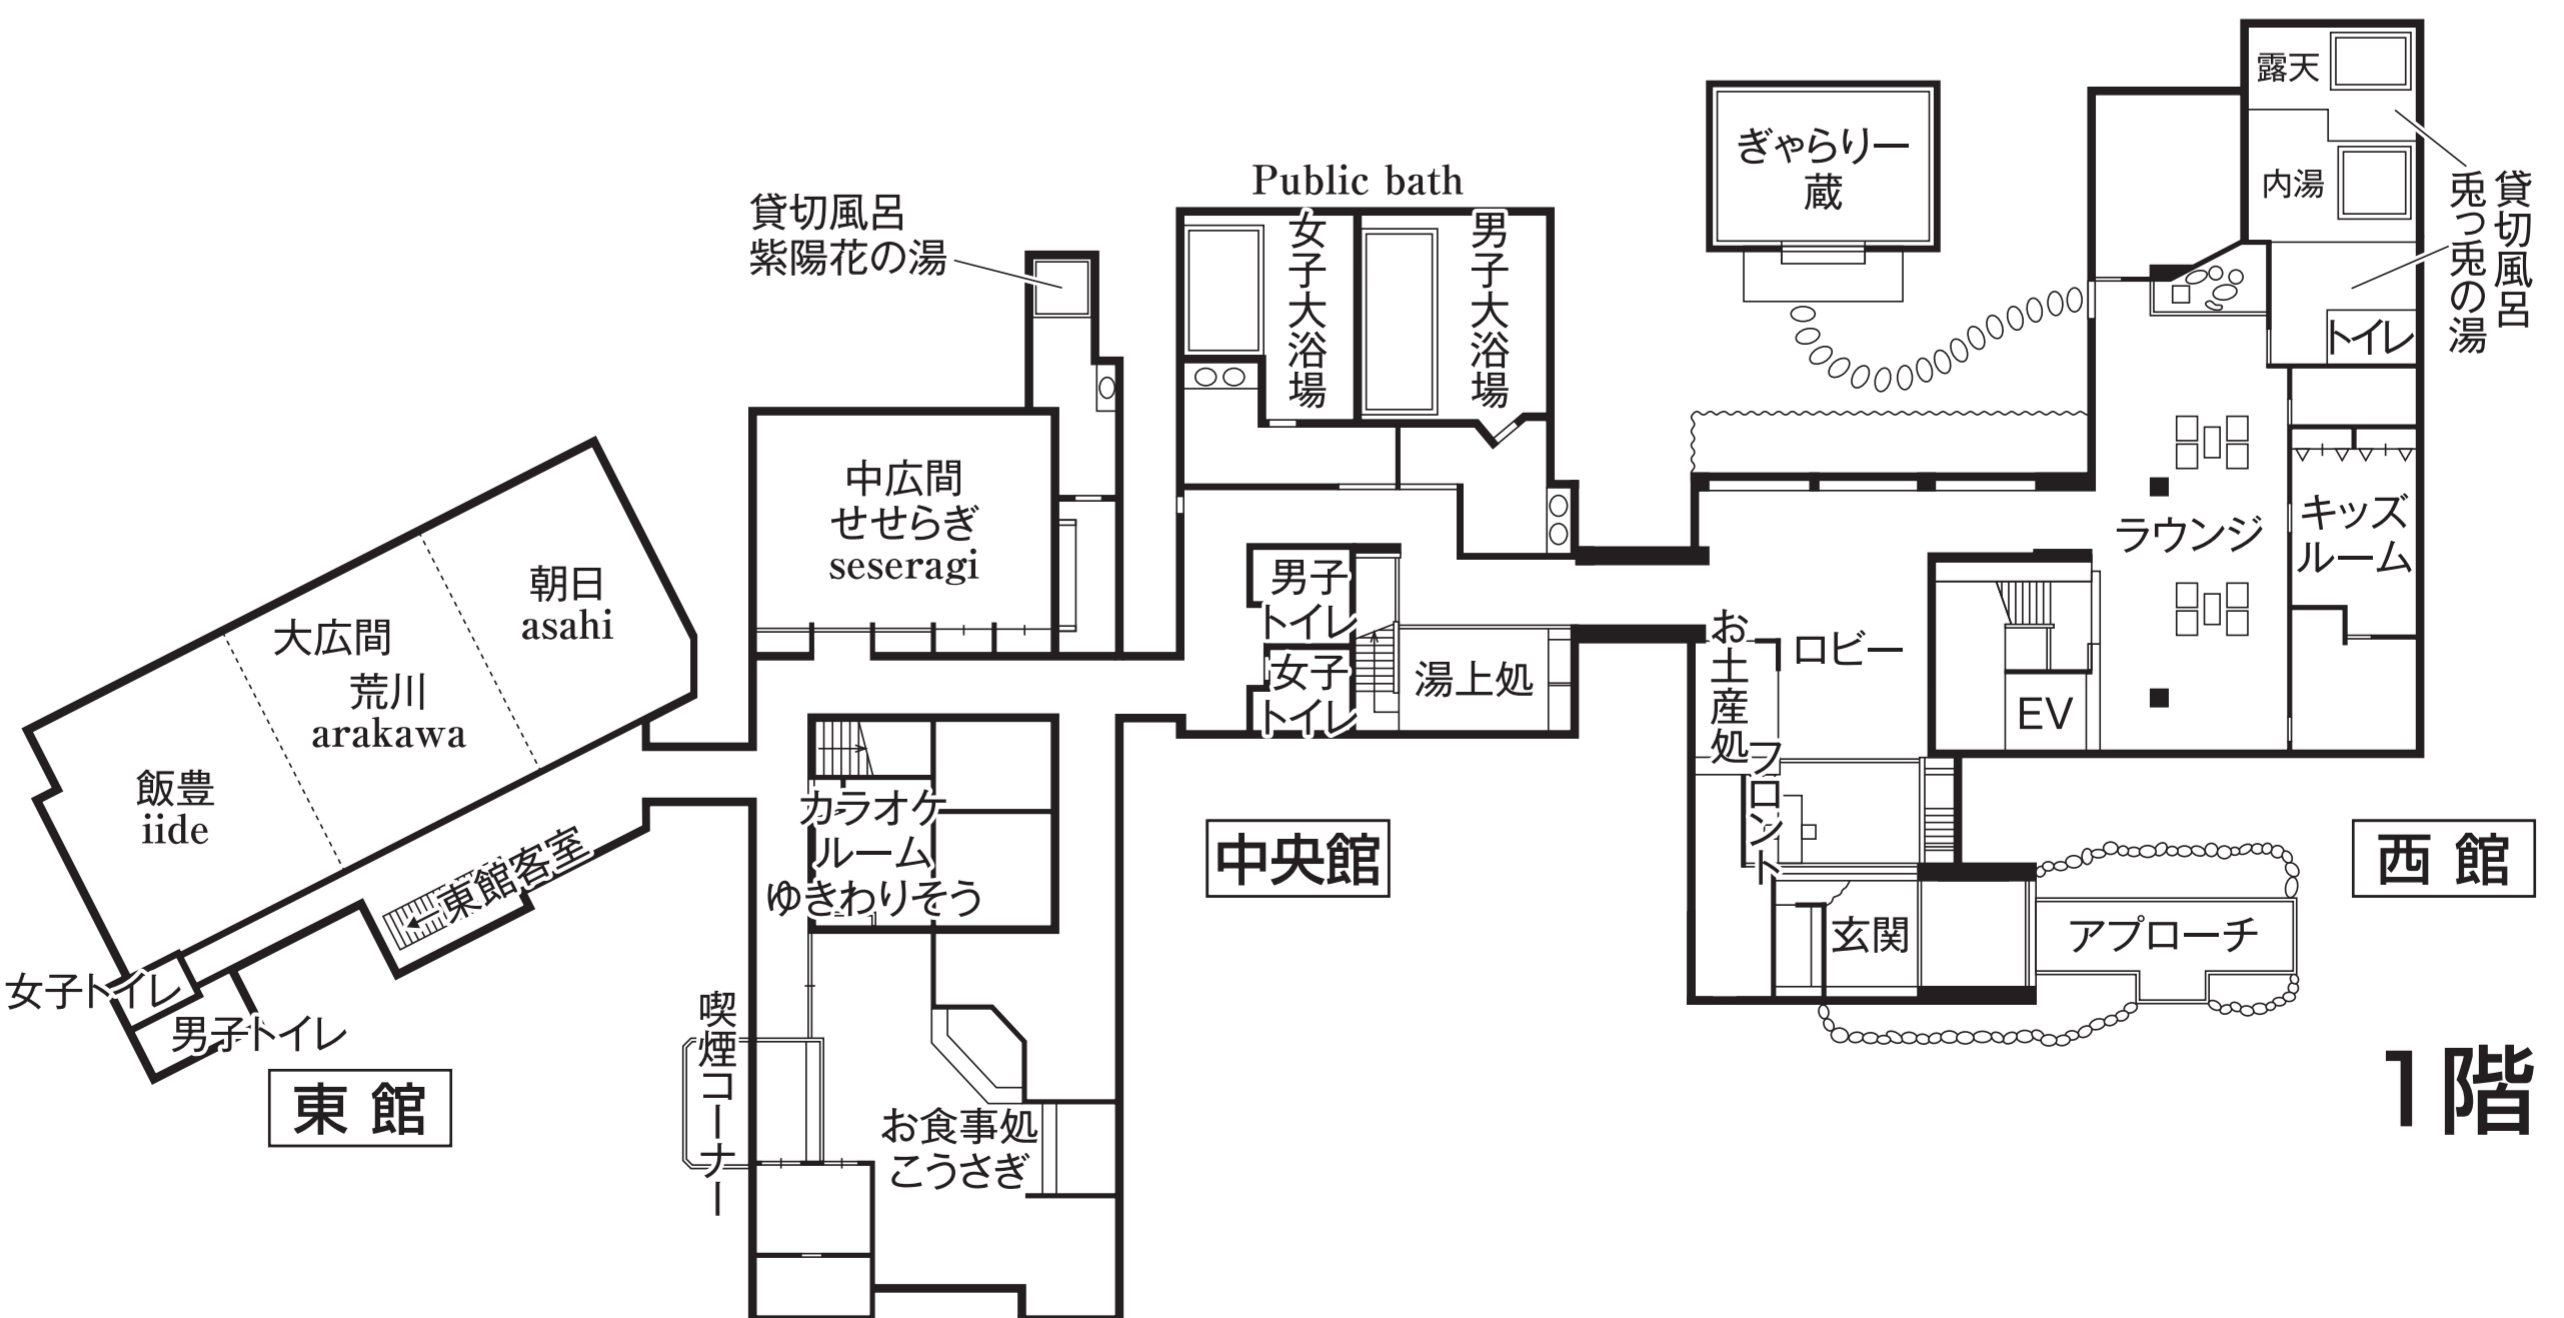 露天
内湯
貸切風呂
兎っ兎の湯
トイレ
ぎゃらりー
蔵
Public bath
女子大浴場
男子大浴場
貸切風呂
紫陽花の湯
中広間
せせらぎ
seseragi
朝日
asahi
大広間
荒川
arakawa
飯豊
iide
男子
トイレ
女子
トイレ
湯上処
お土産処
ロビー
フロント
ラウンジ
キッズ
ルーム
EV
カラオケ
ルーム
ゆきわりそう
←東館客室
女子トイレ
男子トイレ
東館
喫煙コーナー
お食事処
こうさぎ
中央館
玄関
アプローチ
西館
1階